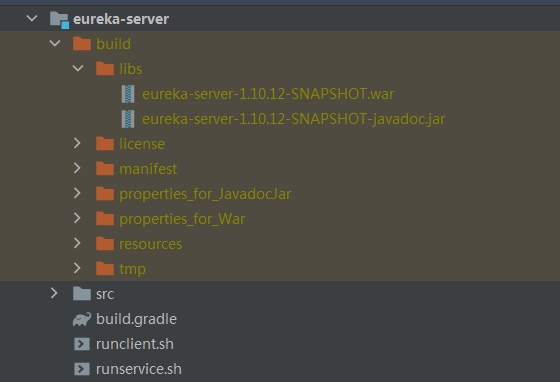 eureka-server
build
libs
eureka-server-1.10.12-SNAPSHOT.war
eureka-server-1.10.12-SNAPSHOT-javadoc.jar
license
manifest
properties_for_JavadocJar
properties_for_War
resources
tmp
src
build.gradle
runclient.sh
runservice.sh